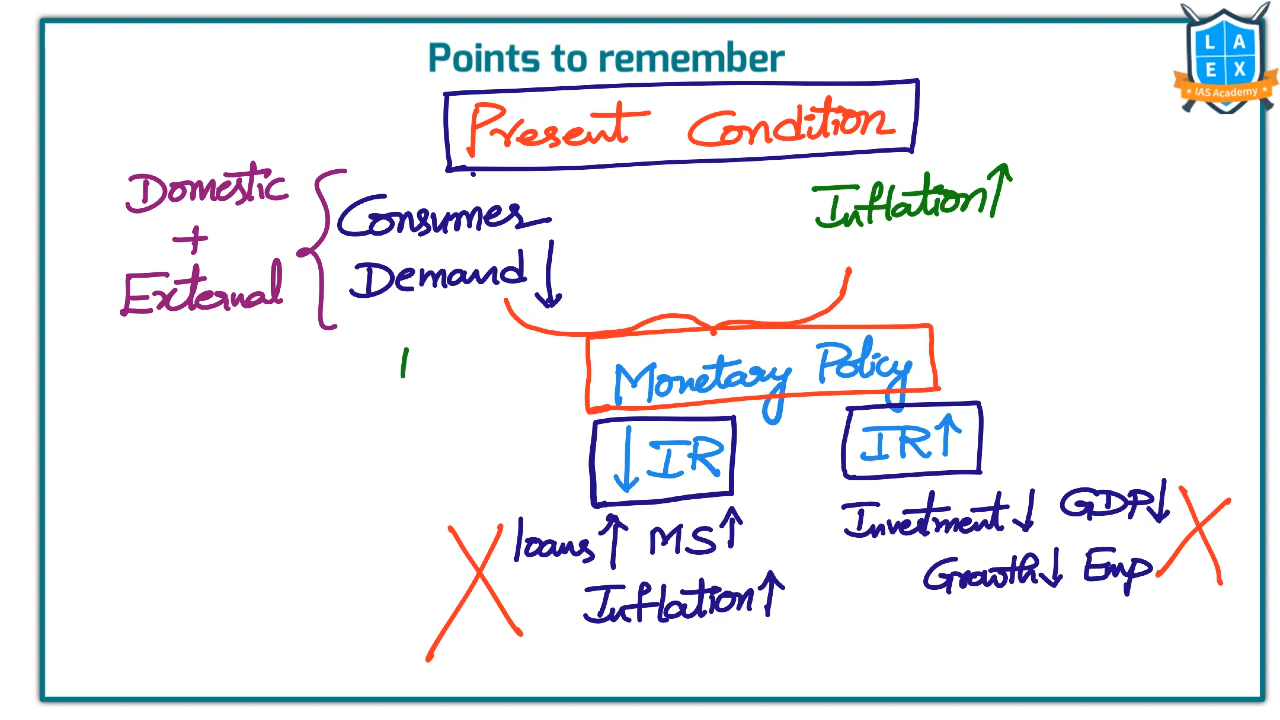 Points to remember
L A
E X
IAS Academy
Present Condition
Domestic
+
External
Consumer
Demand ↓
Inflation ↑
Monetary Policy
↓ IR
IR ↑
loans ↑ MS ↑
Inflation ↑
Investment ↓ GDP ↓
Growth ↓ Emp